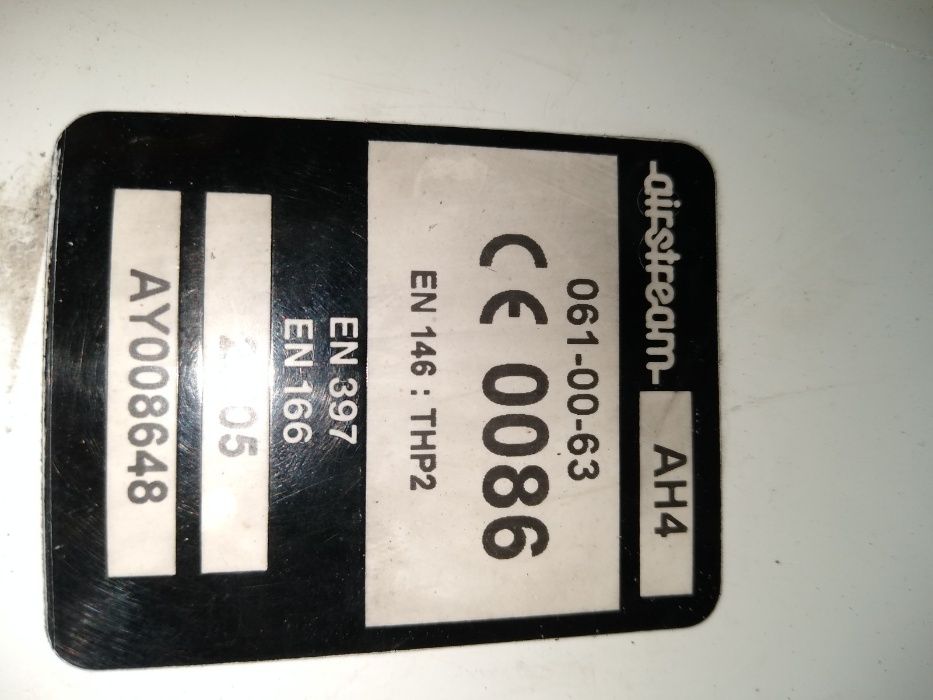 airstream AH4
061-00-63
CE 0086
EN 146 : THP2
EN 397
EN 166
05
AY008648